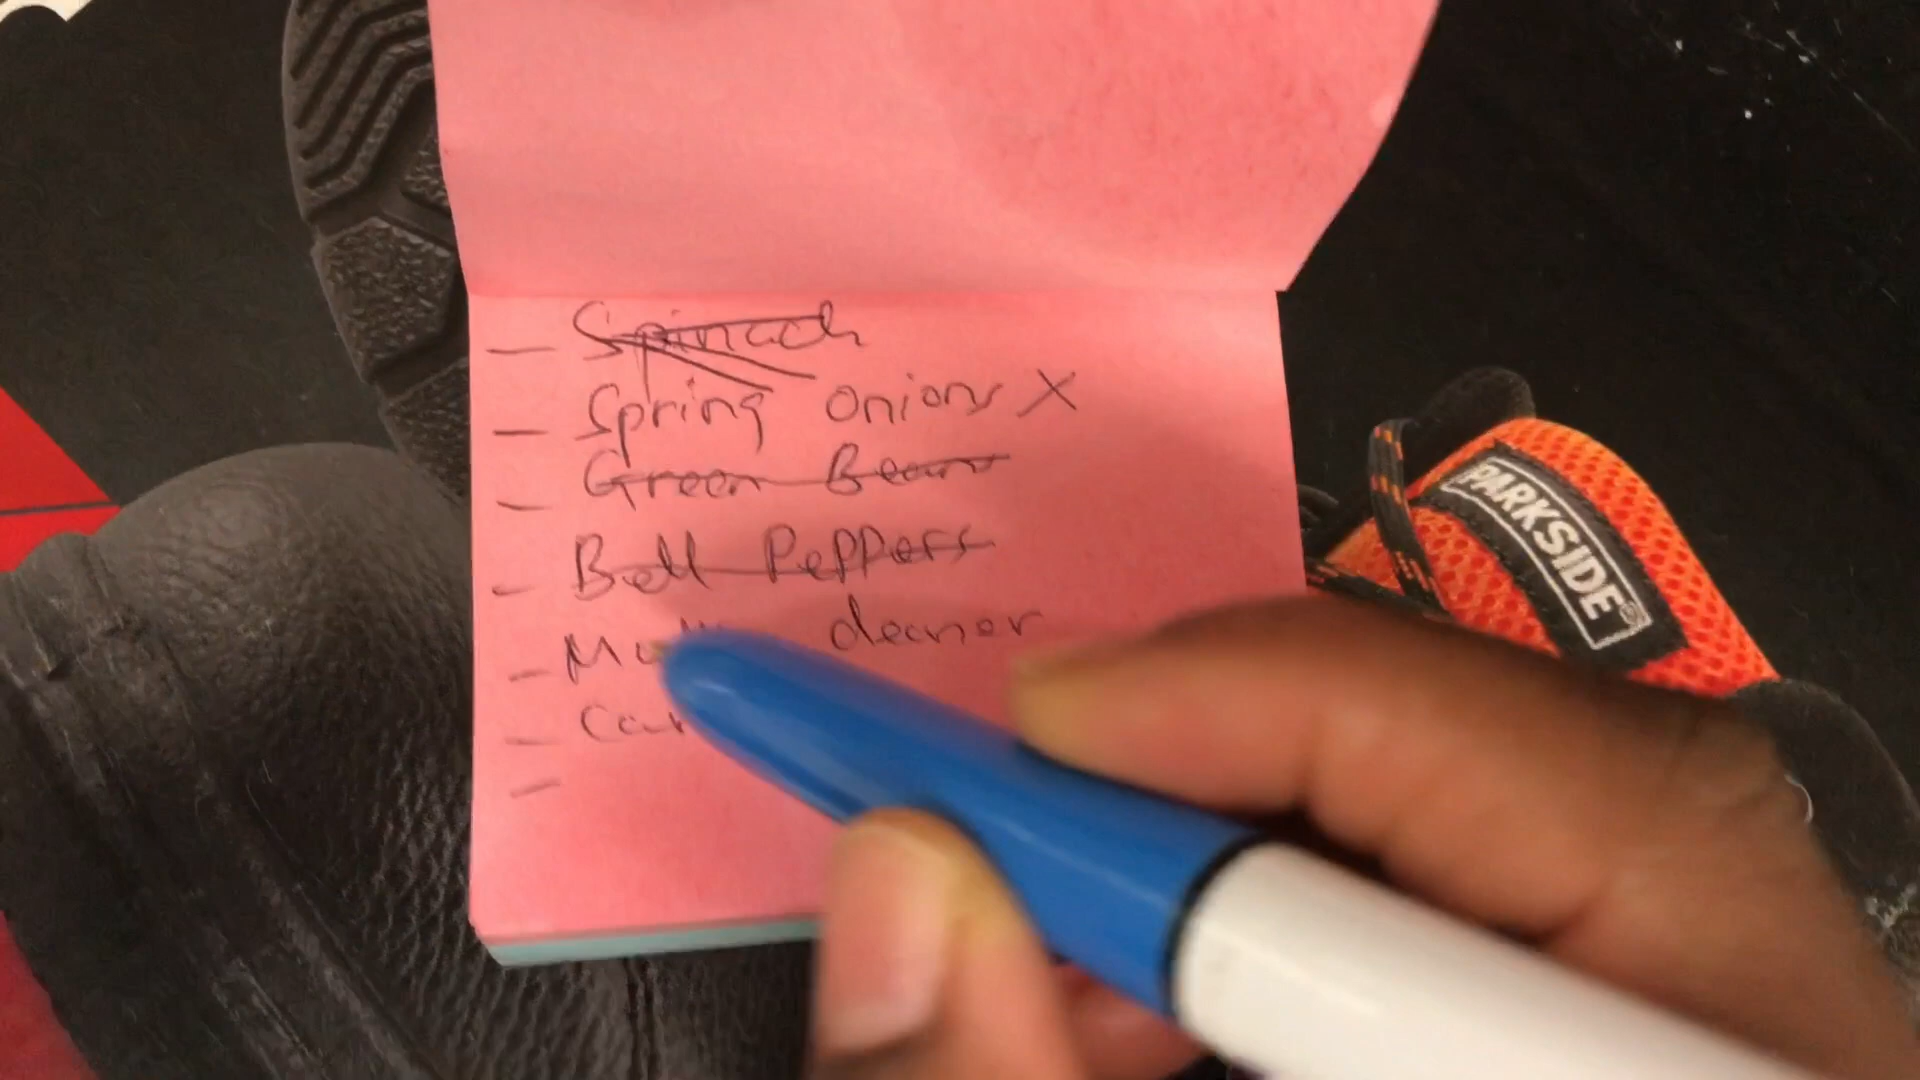 - Spinach
- Spring onions X
- Green Beans
- Bell Peppers
- cleaner
-
PARKSIDE